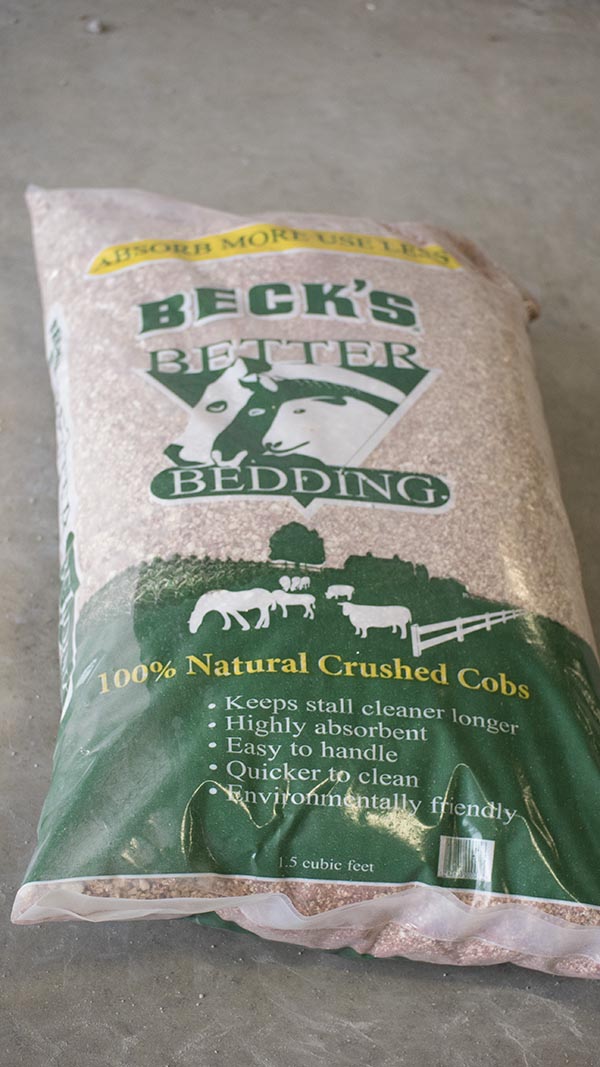 ABSORB MORE USE LESS
BECK'S
BETTER
BEDDING
100% Natural Crushed Cobs
• Keeps stall cleaner longer
• Highly absorbent
• Easy to handle
• Quicker to clean
• Environmentally friendly
1.5 cubic feet